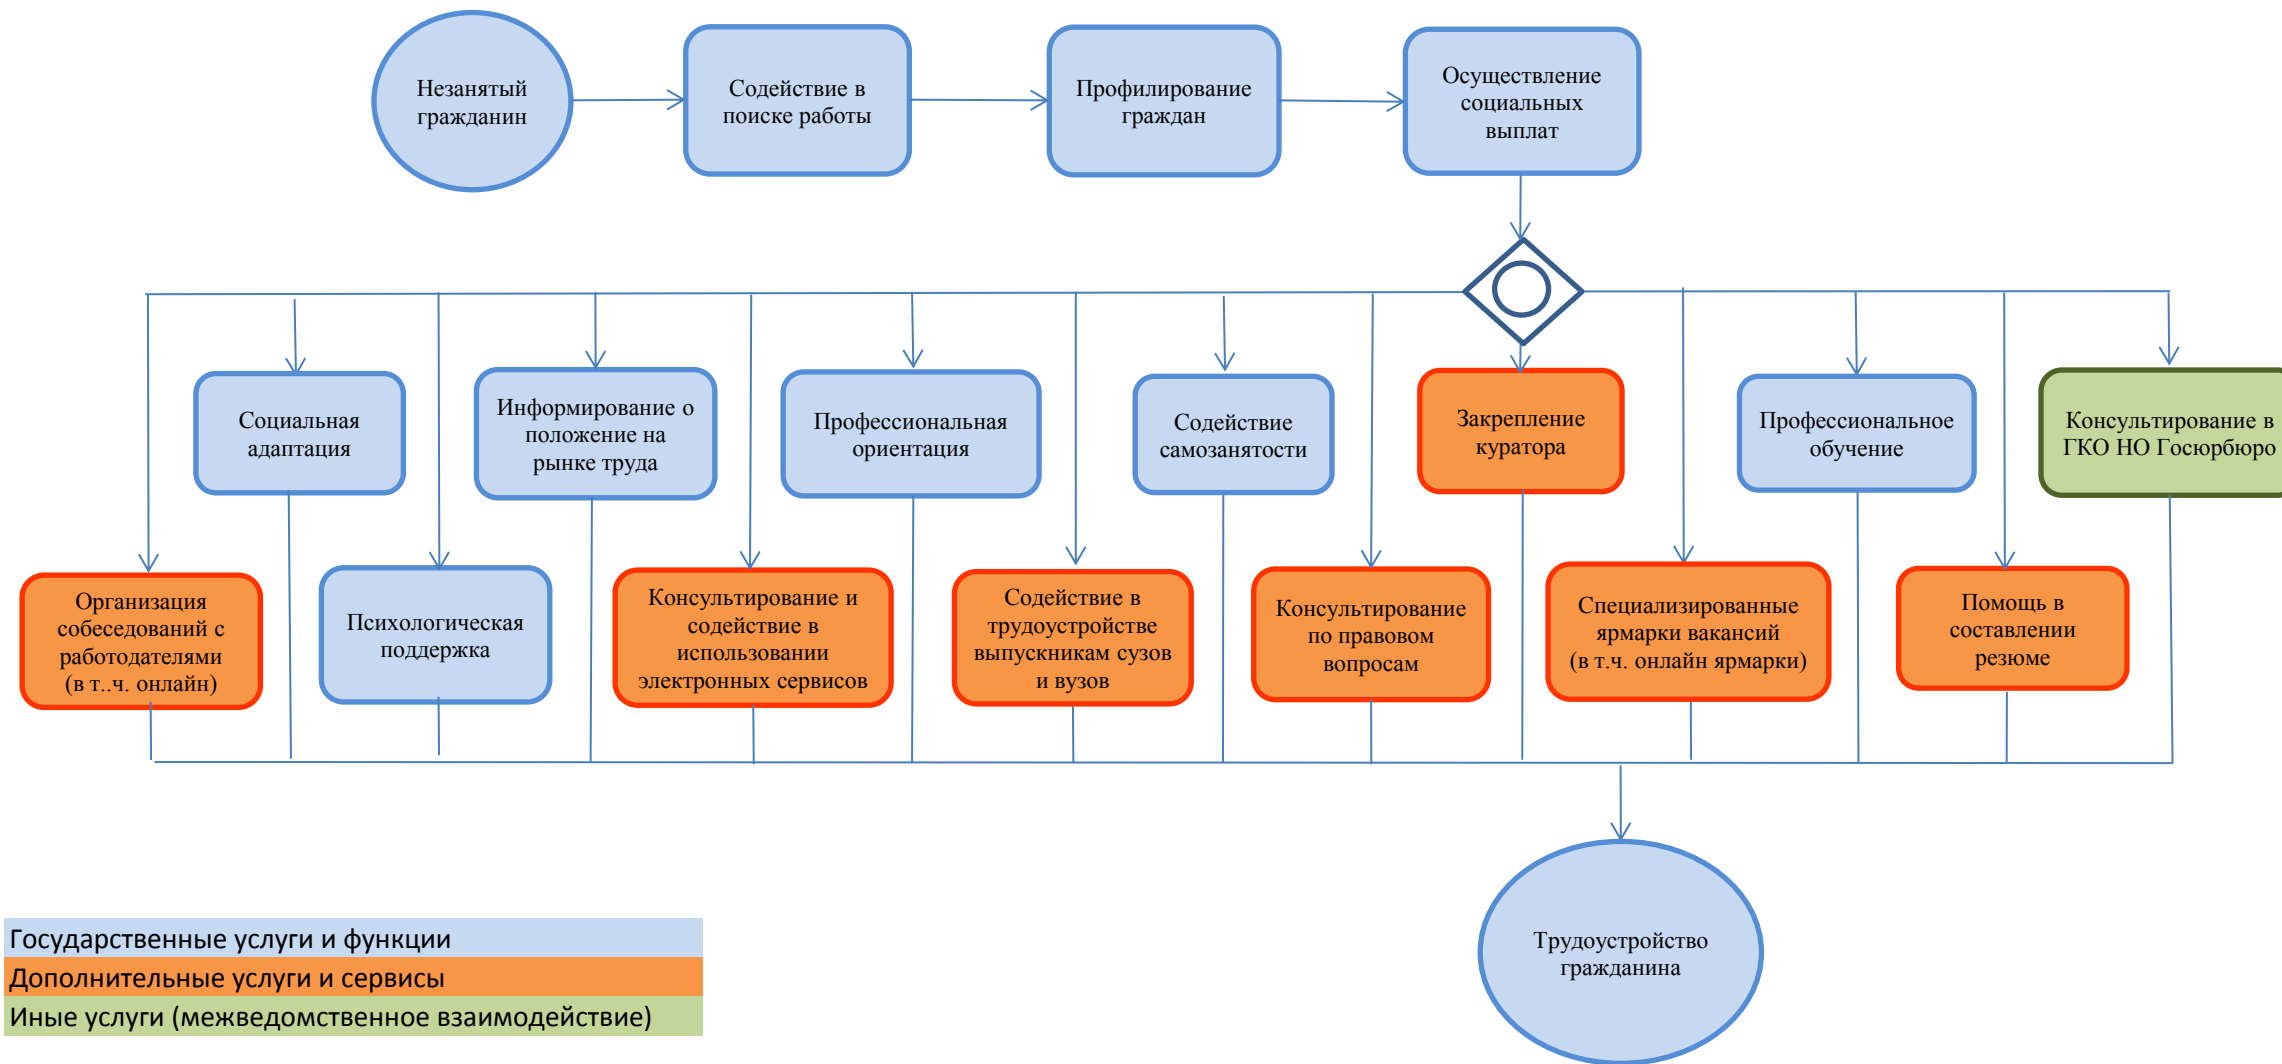 Незанятый
гражданин
Содействие в
поиске работы
Профилирование
граждан
Осуществление
социальных
выплат
Социальная
адаптация
Информирование о
положение на
рынке труда
Профессиональная
ориентация
Содействие
самозанятости
Закрепление
куратора
Профессиональное
обучение
Консультирование в
ГКО НО Госюрбюро
Организация
собеседований с
работодателями
(в т..ч. онлайн)
Психологическая
поддержка
Консультирование и
содействие в
использовании
электронных сервисов
Содействие в
трудоустройстве
выпускникам сузов
и вузов
Консультирование
по правовом
вопросам
Специализированные
ярмарки вакансий
(в т.ч. онлайн ярмарки)
Помощь в
составлении
резюме
Трудоустройство
гражданина
Государственные услуги и функции
Дополнительные услуги и сервисы
Иные услуги (межведомственное взаимодействие)